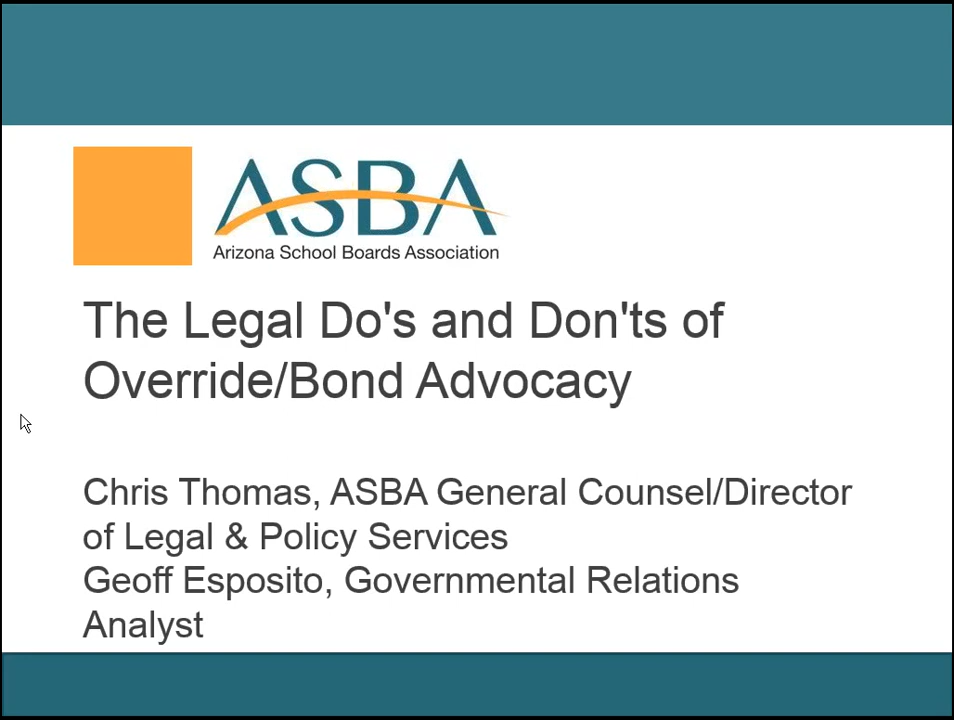 ASBA
Arizona School Boards Association
The Legal Do's and Don'ts of
Override/Bond Advocacy
Chris Thomas, ASBA General Counsel/Director
of Legal & Policy Services
Geoff Esposito, Governmental Relations
Analyst